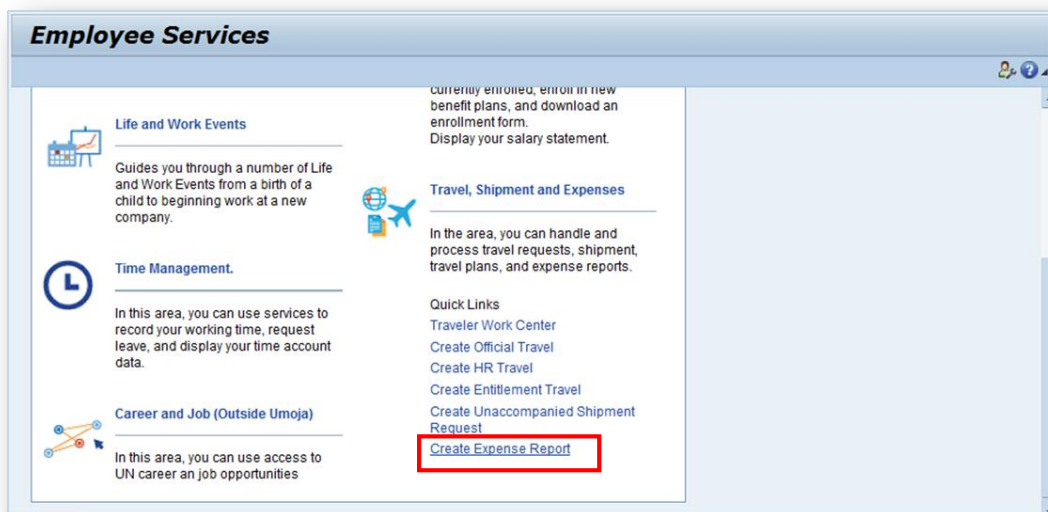 Employee Services
Life and Work Events
Guides you through a number of Life
and Work Events from a birth of a
child to beginning work at a new
company.
Time Management.
In this area, you can use services to
record your working time, request
leave, and display your time account
data.
Career and Job (Outside Umoja)
In this area, you can use access to
UN career an job opportunities
currently enrolled, enroll in new
benefit plans, and download an
enrollment form.
Display your salary statement.
Travel, Shipment and Expenses
In the area, you can handle and
process travel requests, shipment,
travel plans, and expense reports.
Quick Links
Traveler Work Center
Create Official Travel
Create HR Travel
Create Entitlement Travel
Create Unaccompanied Shipment
Request
Create Expense Report